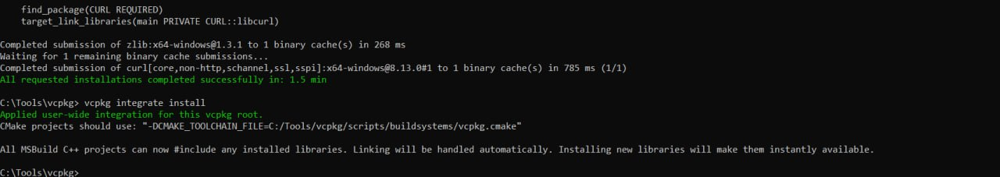 find_package(CURL REQUIRED)
target_link_libraries(main PRIVATE CURL::libcurl)
Completed submission of zlib:x64-windows@1.3.1 to 1 binary cache(s) in 268 ms
Waiting for 1 remaining binary cache submissions...
Completed submission of curl[core,non-http,schannel,ssl,sspi]:x64-windows@8.13.0#1 to 1 binary cache(s) in 785 ms (1/1)
All requested installations completed successfully in: 1.5 min
C:\Tools\vcpkg> vcpkg integrate install
Applied user-wide integration for this vcpkg root.
CMake projects should use: "-DCMAKE_TOOLCHAIN_FILE=C:/Tools/vcpkg/scripts/buildsystems/vcpkg.cmake"
All MSBuild C++ projects can now #include any installed libraries. Linking will be handled automatically. Installing new libraries will make them instantly available.
C:\Tools\vcpkg>